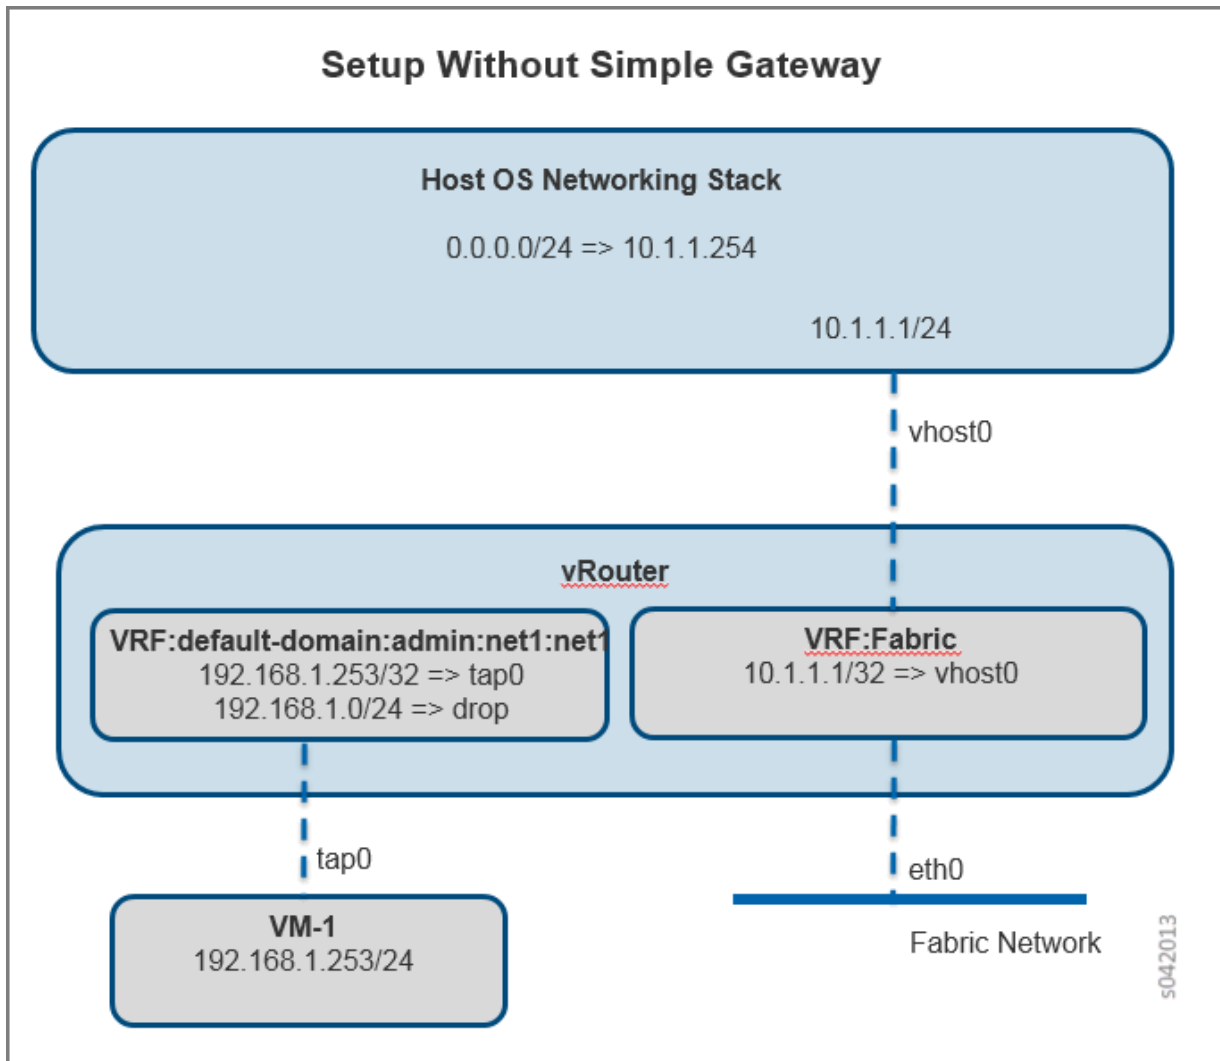 Setup Without Simple Gateway
Host OS Networking Stack
0.0.0.0/24 => 10.1.1.254
10.1.1.1/24
vhost0
vRouter
VRF:default-domain:admin:net1:net1
192.168.1.253/32 => tap0
192.168.1.0/24 => drop
VRF:Fabric
10.1.1.1/32 => vhost0
tap0
eth0
VM-1
192.168.1.253/24
Fabric Network
s042013